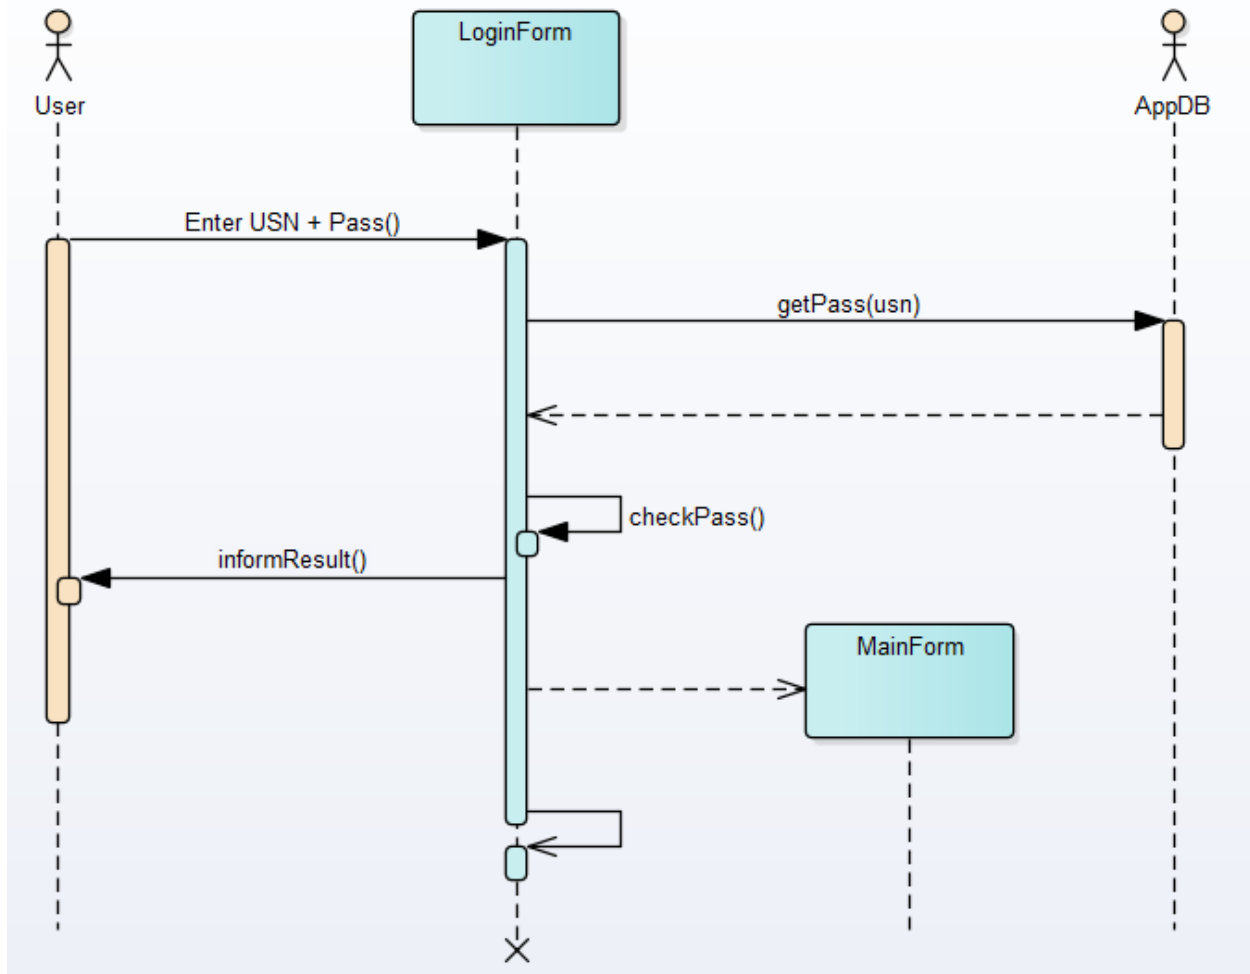 LoginForm
User
AppDB
Enter USN + Pass()
getPass(usn)
checkPass()
informResult()
MainForm